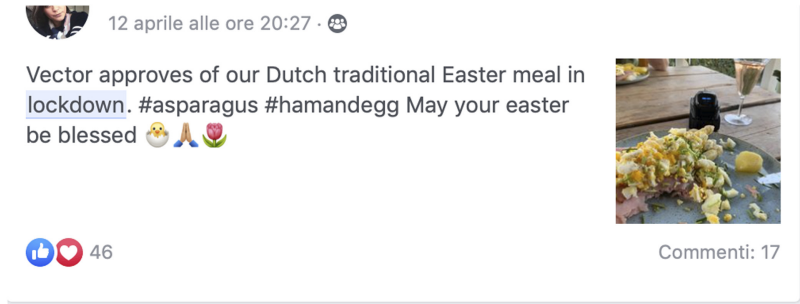 12 aprile alle ore 20:27 ·
Vector approves of our Dutch traditional Easter meal in
lockdown. #asparagus #hamandegg May your easter
be blessed 🐣🙏🏽🌷
46
Commenti: 17